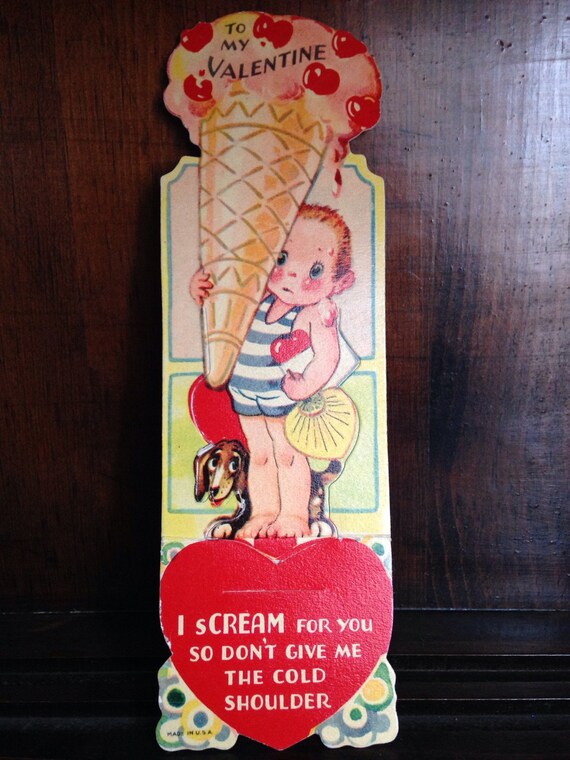 TO
MY
VALENTINE
I sCREAM FOR YOU
SO DON'T GIVE ME
THE COLD
SHOULDER
MADE IN U.S.A.